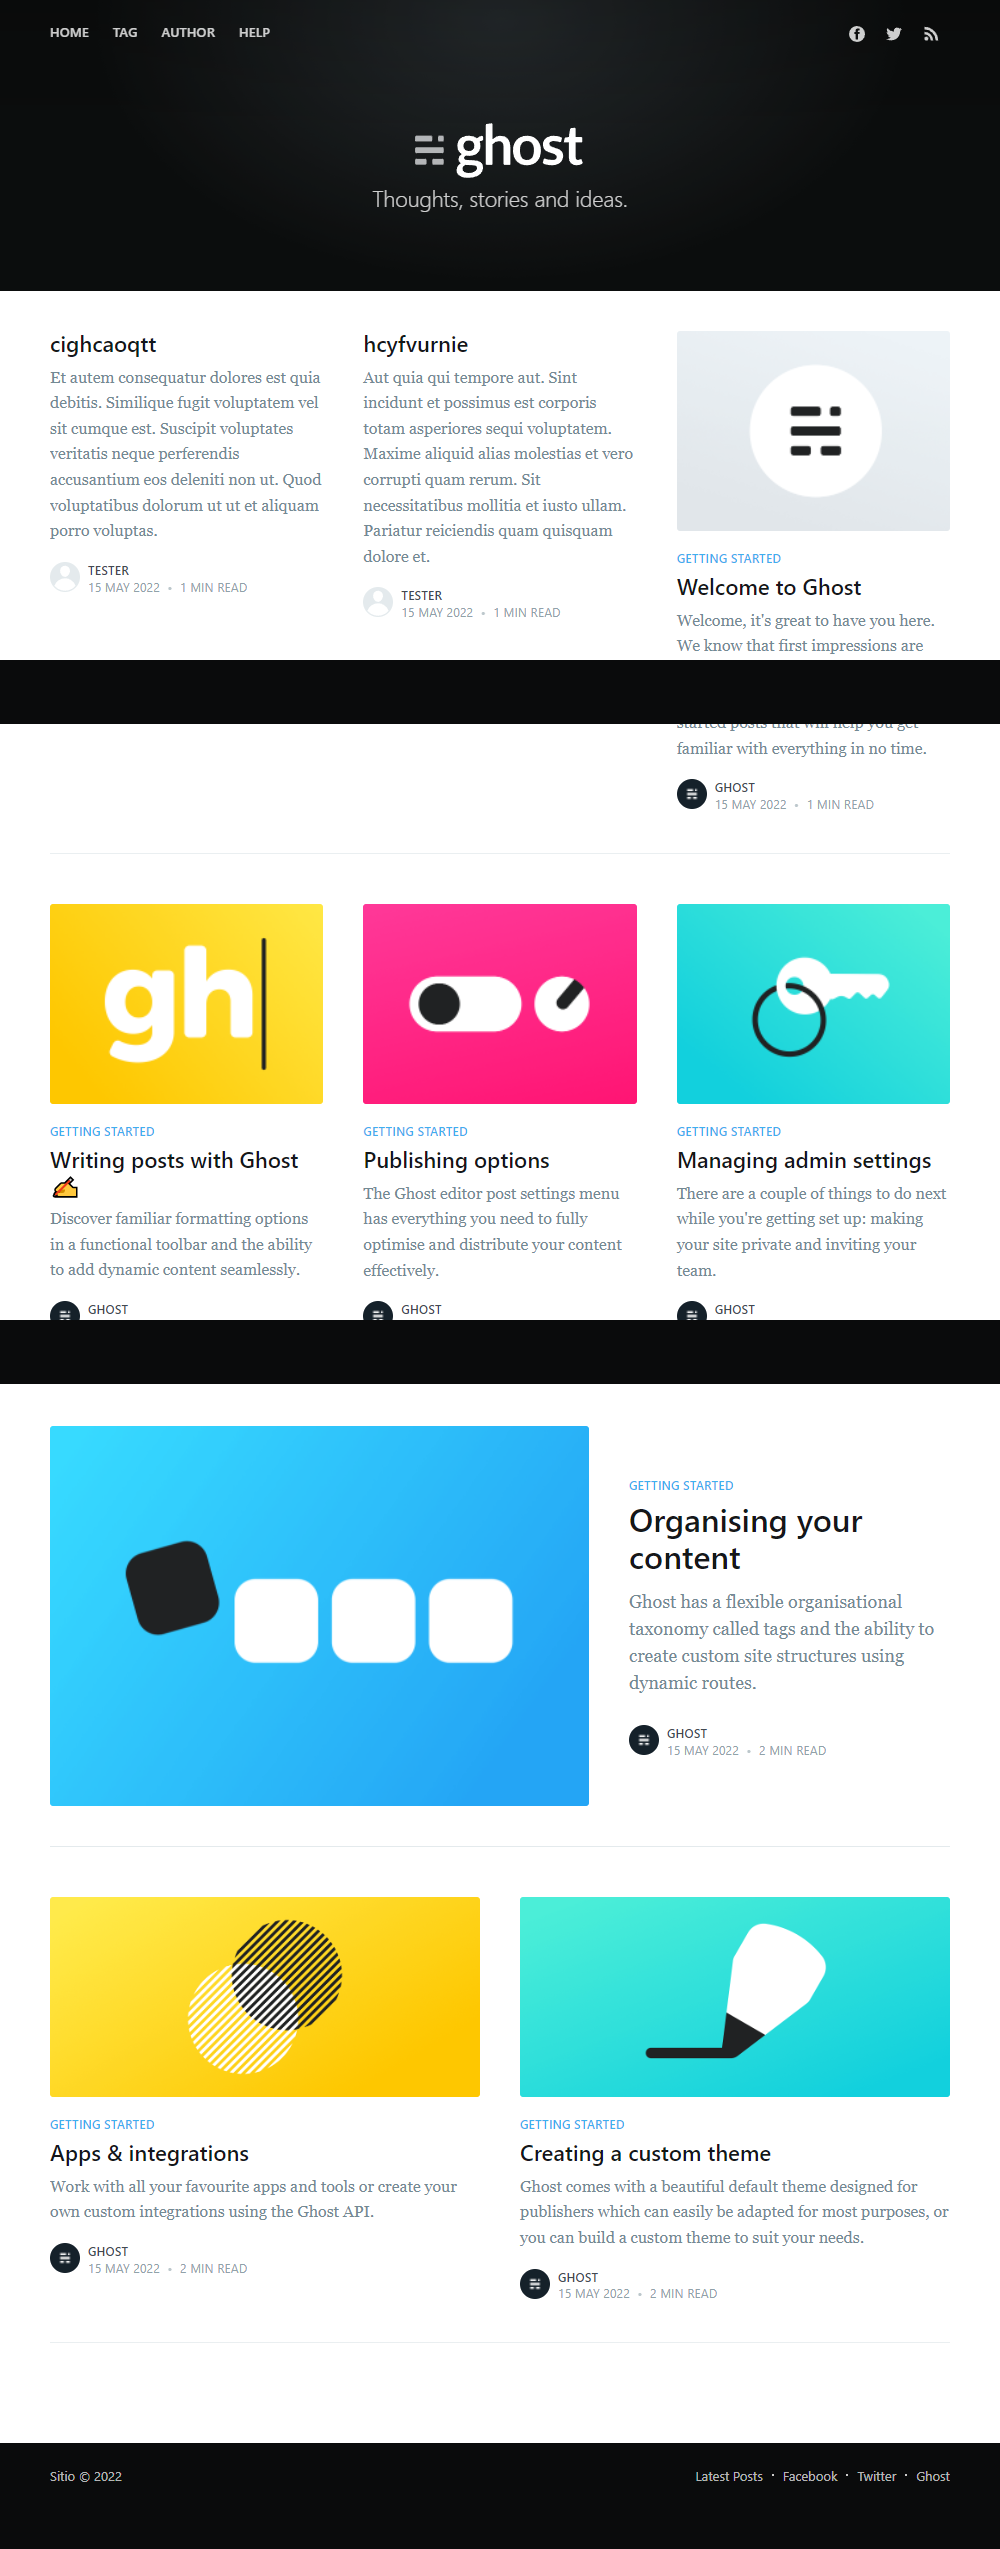 HOME TAG AUTHOR HELP
ghost
Thoughts, stories and ideas.
cighcaoqtt
Et autem consequatur dolores est quia
debitis. Similique fugit voluptatem vel
sit cumque est. Suscipit voluptates
veritatis neque perferendis
accusantium eos deleniti non ut. Quod
voluptatibus dolorum ut ut et aliquam
porro voluptas.
TESTER
15 MAY 2022 • 1 MIN READ
hcyfvurnie
Aut quia qui tempore aut. Sint
incidunt et possimus est corporis
totam asperiores sequi voluptatem.
Maxime aliquid alias molestias et vero
corrupti quam rerum. Sit
necessitatibus mollitia et iusto ullam.
Pariatur reiciendis quam quisquam
dolore et.
TESTER
15 MAY 2022 • 1 MIN READ
GETTING STARTED
Welcome to Ghost
Welcome, it's great to have you here.
We know that first impressions are
started posts that will help you get
familiar with everything in no time.
GHOST
15 MAY 2022 • 1 MIN READ
gh
GETTING STARTED
Writing posts with Ghost
✍️
Discover familiar formatting options
in a functional toolbar and the ability
to add dynamic content seamlessly.
GHOST
GETTING STARTED
Publishing options
The Ghost editor post settings menu
has everything you need to fully
optimise and distribute your content
effectively.
GHOST
GETTING STARTED
Managing admin settings
There are a couple of things to do next
while you're getting set up: making
your site private and inviting your
team.
GHOST
GETTING STARTED
Organising your
content
Ghost has a flexible organisational
taxonomy called tags and the ability to
create custom site structures using
dynamic routes.
GHOST
15 MAY 2022 • 2 MIN READ
GETTING STARTED
Apps & integrations
Work with all your favourite apps and tools or create your
own custom integrations using the Ghost API.
GHOST
15 MAY 2022 • 2 MIN READ
GETTING STARTED
Creating a custom theme
Ghost comes with a beautiful default theme designed for
publishers which can easily be adapted for most purposes, or
you can build a custom theme to suit your needs.
GHOST
15 MAY 2022 • 2 MIN READ
Sitio © 2022
Latest Posts • Facebook • Twitter • Ghost